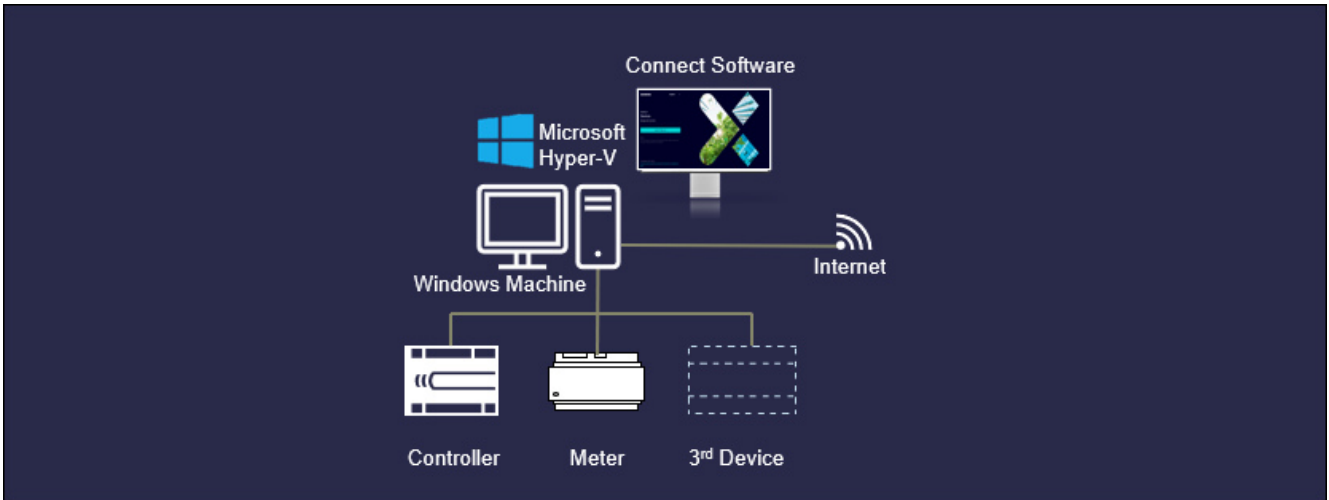 Connect Software
Microsoft
Hyper-V
Internet
Windows Machine
Controller
Meter
3rd Device